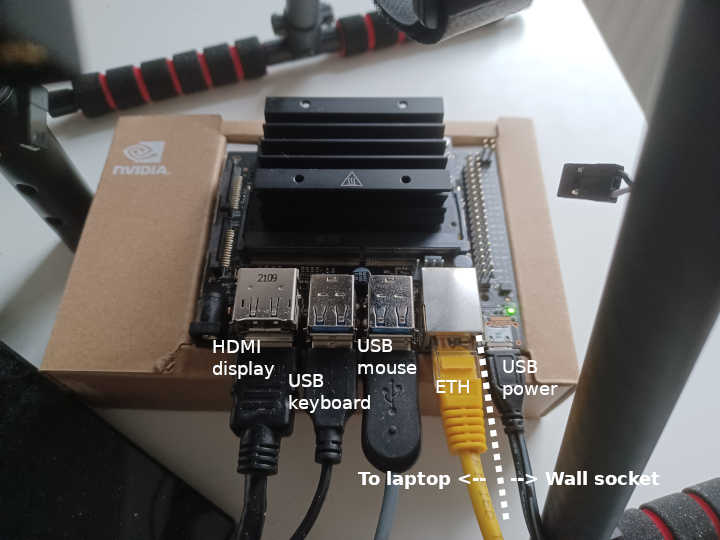 NVIDIA.
2109
HDMI
display
USB
keyboard
USB
mouse
ETH
USB
power
To laptop <-- --> Wall socket